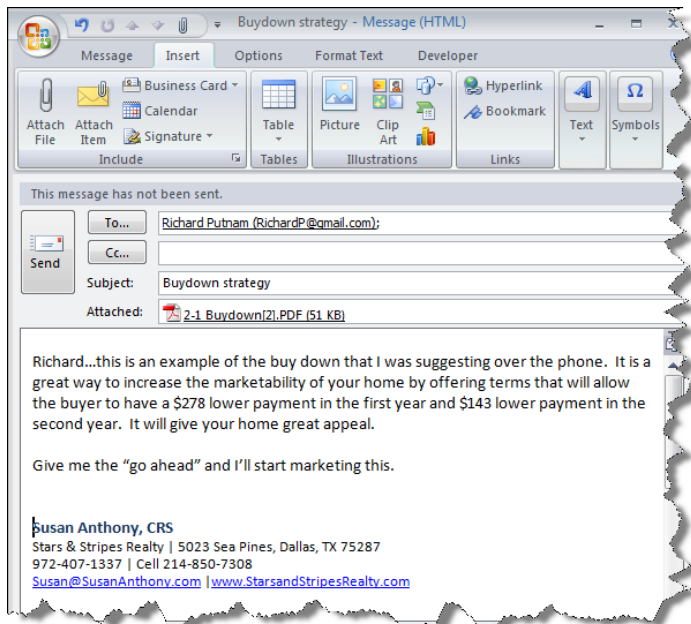 Buydown strategy - Message (HTML)
Message Insert Options Format Text Developer
Attach File
Attach Item
Business Card
Calendar
Signature
Include
Table
Tables
Picture
Clip Art
Illustrations
Hyperlink
Bookmark
Links
Text
Ω
Symbols
This message has not been sent.
Send
To... Richard Putnam (RichardP@gmail.com);
Cc...
Subject: Buydown strategy
Attached: 2-1 Buydown[2].PDF (51 KB)
Richard...this is an example of the buy down that I was suggesting over the phone. It is a
great way to increase the marketability of your home by offering terms that will allow
the buyer to have a $278 lower payment in the first year and $143 lower payment in the
second year. It will give your home great appeal.
Give me the “go ahead” and I’ll start marketing this.
Susan Anthony, CRS
Stars & Stripes Realty | 5023 Sea Pines, Dallas, TX 75287
972-407-1337 | Cell 214-850-7308
Susan@SusanAnthony.com |www.StarsandStripesRealty.com